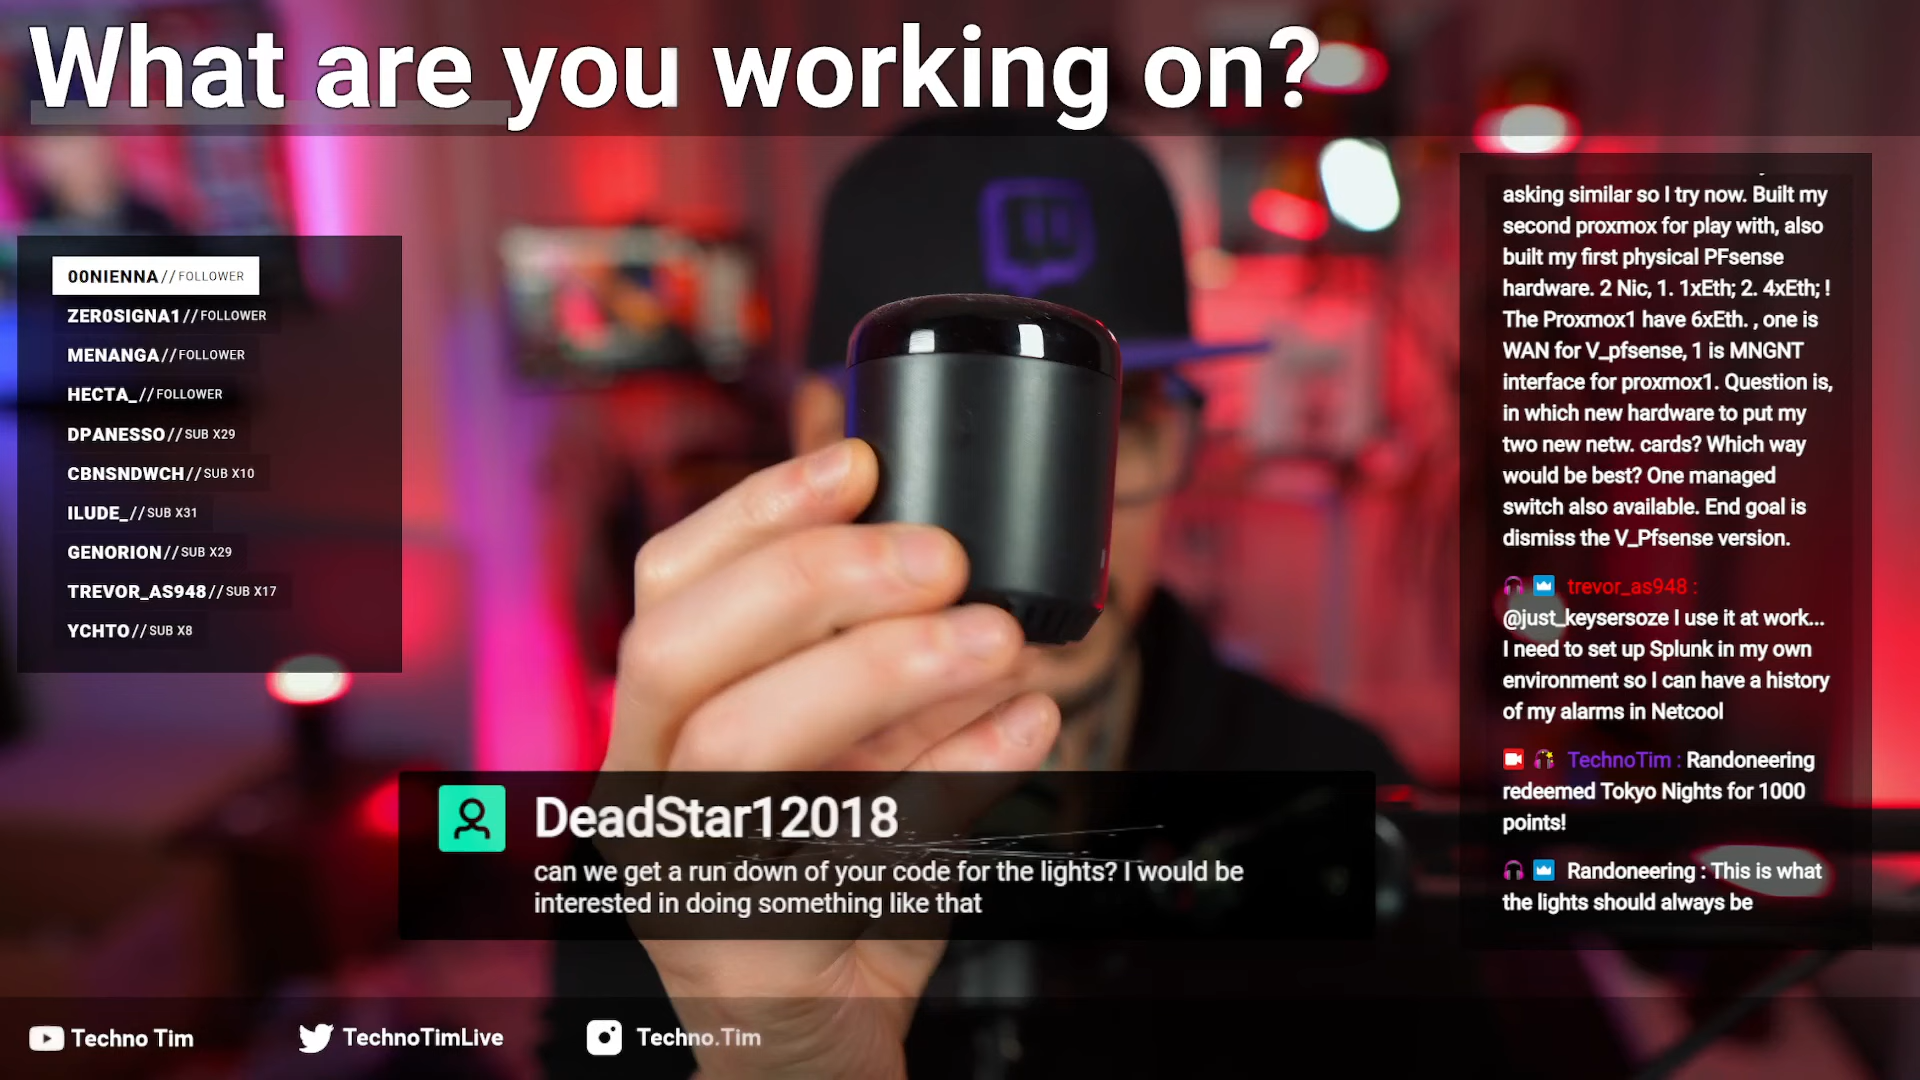 What are you working on?
00NIENNA//FOLLOWER
ZER0SIGNA1//FOLLOWER
MENANGA//FOLLOWER
HECTA_//FOLLOWER
DPANESSO//SUB X29
CBNSNDWCH//SUB X10
ILUDE_//SUB X31
GENORION//SUB X29
TREVOR_AS948//SUB X17
YCHTO//SUB X8
asking similar so I try now. Built my
second proxmox for play with, also
built my first physical PFsense
hardware. 2 Nic, 1. 1xEth; 2. 4xEth; !
The Proxmox1 have 6xEth. , one is
WAN for V_pfsense, 1 is MNGNT
interface for proxmox1. Question is,
in which new hardware to put my
two new netw. cards? Which way
would be best? One managed
switch also available. End goal is
dismiss the V_Pfsense version.
trevor_as948 :
@just_keysersoze I use it at work...
I need to set up Splunk in my own
environment so I can have a history
of my alarms in Netcool
TechnoTim : Randoneering
redeemed Tokyo Nights for 1000
points!
Randoneering : This is what
the lights should always be
DeadStar12018
can we get a run down of your code for the lights? I would be
interested in doing something like that
Techno Tim
TechnoTimLive
Techno.Tim